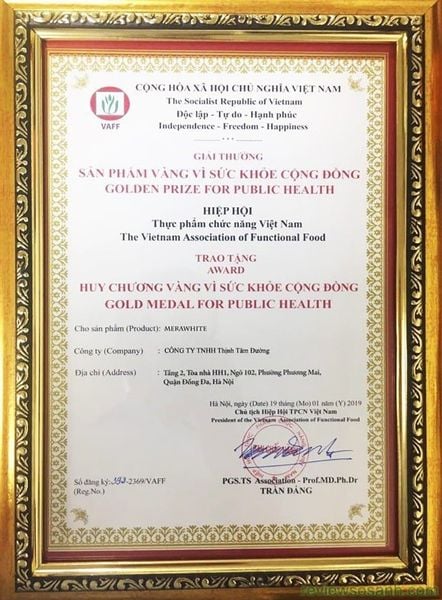 CỘNG HÒA XÃ HỘI CHỦ NGHĨA VIỆT NAM
The Socialist Republic of Vietnam
Độc lập - Tự do - Hạnh phúc
Independence - Freedom - Happiness
VAFF
GIẢI THƯỞNG
SẢN PHẨM VÀNG VÌ SỨC KHỎE CỘNG ĐỒNG
GOLDEN PRIZE FOR PUBLIC HEALTH
HIỆP HỘI
Thực phẩm chức năng Việt Nam
The Vietnam Association of Functional Food
TRAO TẶNG
AWARD
HUY CHƯƠNG VÀNG VÌ SỨC KHỎE CỘNG ĐỒNG
GOLD MEDAL FOR PUBLIC HEALTH
Cho sản phẩm (Product): MERAWHITE
Công ty (Company) : CÔNG TY TNHH Thịnh Tâm Đường
Địa chỉ (Address) : Tầng 2, Tòa nhà HH1, Ngõ 102, Phường Phương Mai,
Quận Đống Đa, Hà Nội
Hà Nội, ngày (Date) 19 tháng (Mo) 01 năm (Y) 2019
Chủ tịch Hiệp Hội TPCN Việt Nam
President of the Vietnam Association of Functional Food
Số đăng ký: -2369/VAFF
(Reg.No.)
PGS.TS Association - Prof.MD.Ph.Dr
TRẦN ĐÁNG
reviewsosanh.com